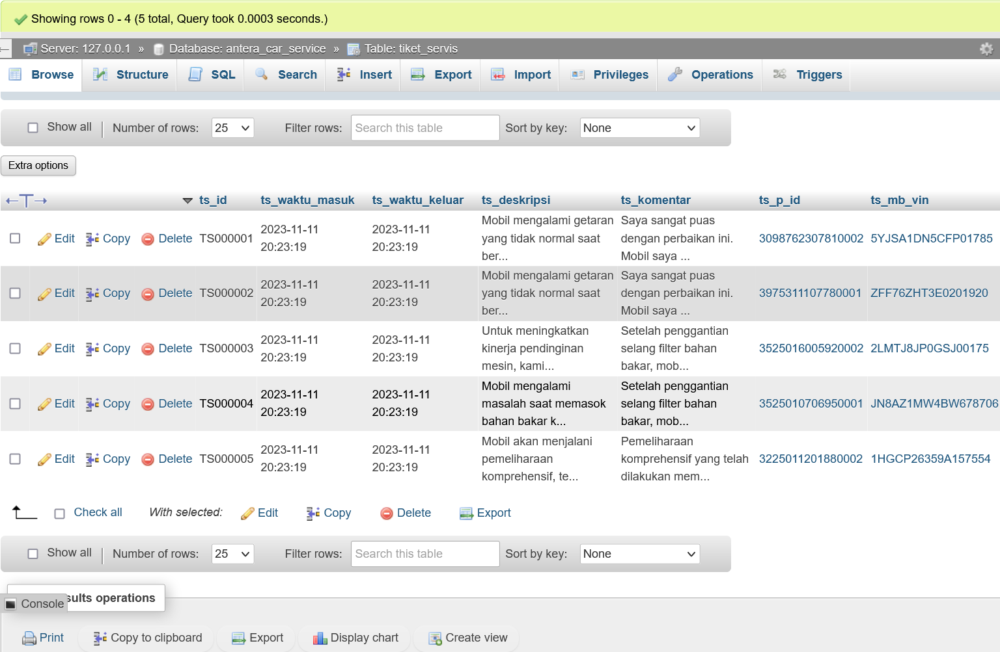 Showing rows 0 - 4 (5 total, Query took 0.0003 seconds.)
Server: 127.0.0.1 » Database: antera_car_service » Table: tiket_servis
Browse Structure SQL Search Insert Export Import Privileges Operations Triggers
Show all | Number of rows: 25 Filter rows: Search this table Sort by key: None
Extra options
←T→ ts_id ts_waktu_masuk ts_waktu_keluar ts_deskripsi ts_komentar ts_p_id ts_mb_vin
Mobil mengalami getaran Saya sangat puas
2023-11-11 2023-11-11
Edit Copy Delete TS000001 yang tidak normal saat dengan perbaikan ini. 3098762307810002 5YJSA1DN5CFP01785
20:23:19 20:23:19
ber... Mobil saya ...
Mobil mengalami getaran Saya sangat puas
2023-11-11 2023-11-11
Edit Copy Delete TS000002 yang tidak normal saat dengan perbaikan ini. 3975311107780001 ZFF76ZHT3E0201920
20:23:19 20:23:19
ber... Mobil saya ...
Untuk meningkatkan Setelah penggantian
2023-11-11 2023-11-11
Edit Copy Delete TS000003 kinerja pendinginan selang filter bahan 3525016005920002 2LMTJ8JP0GSJ00175
20:23:19 20:23:19
mesin, kami... bakar, mob...
Mobil mengalami Setelah penggantian
2023-11-11 2023-11-11
Edit Copy Delete TS000004 masalah saat memasok selang filter bahan 3525010706950001 JN8AZ1MW4BW678706
20:23:19 20:23:19
bahan bakar k... bakar, mob...
Mobil akan menjalani Pemeliharaan
2023-11-11 2023-11-11
Edit Copy Delete TS000005 pemeliharaan komprehensif yang telah 3225011201880002 1HGCP26359A157554
20:23:19 20:23:19
komprehensif, te... dilakukan mem...
Check all With selected: Edit Copy Delete Export
Show all | Number of rows: 25 Filter rows: Search this table Sort by key: None
operations
Console
Print Copy to clipboard Export Display chart Create view